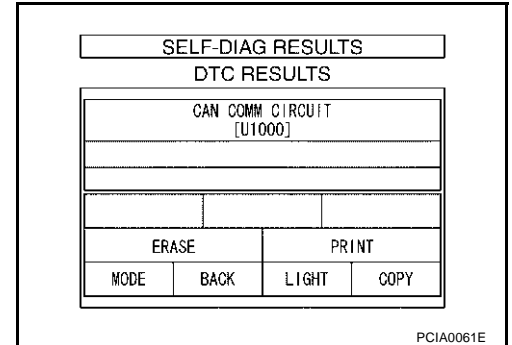 SELF-DIAG RESULTS
DTC RESULTS
CAN COMM CIRCUIT
[U1000]
ERASE PRINT
MODE BACK LIGHT COPY
PCIA0061E